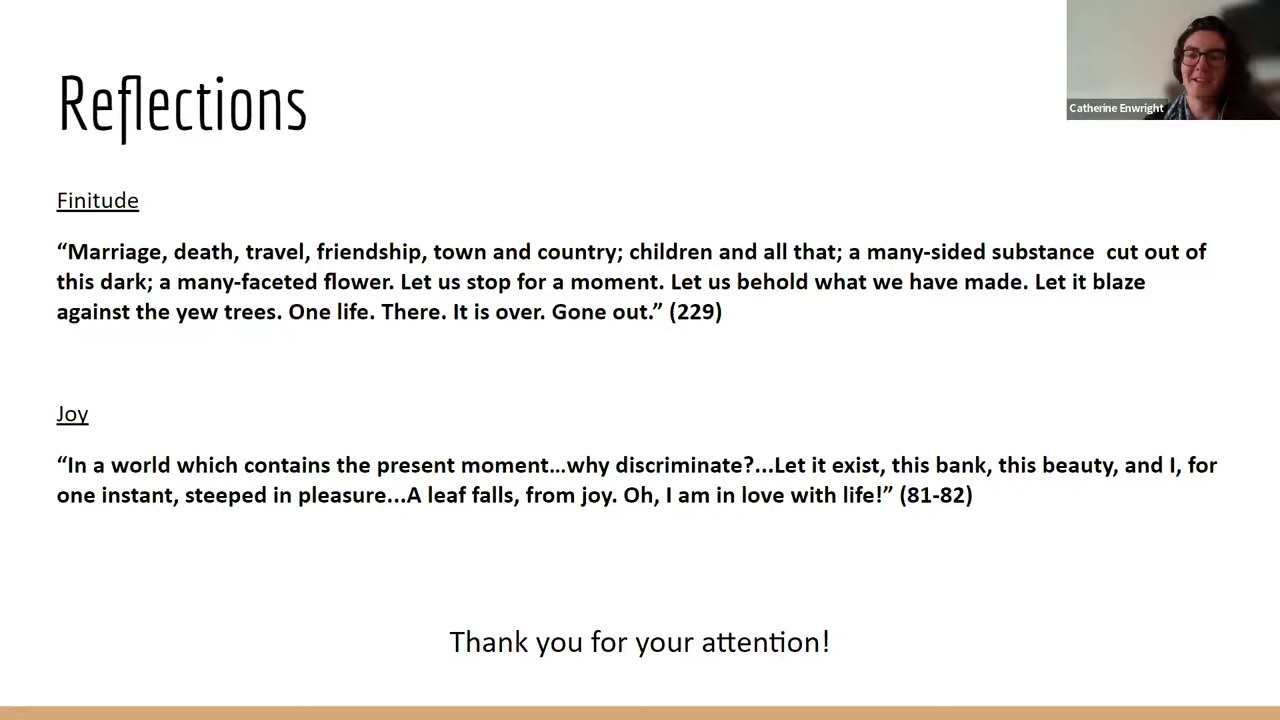 Catherine Enwright
Reflections
Finitude
“Marriage, death, travel, friendship, town and country; children and all that; a many-sided substance  cut out of
this dark; a many-faceted flower. Let us stop for a moment. Let us behold what we have made. Let it blaze
against the yew trees. One life. There. It is over. Gone out.” (229)
Joy
“In a world which contains the present moment…why discriminate?...Let it exist, this bank, this beauty, and I, for
one instant, steeped in pleasure...A leaf falls, from joy. Oh, I am in love with life!” (81-82)
Thank you for your attention!